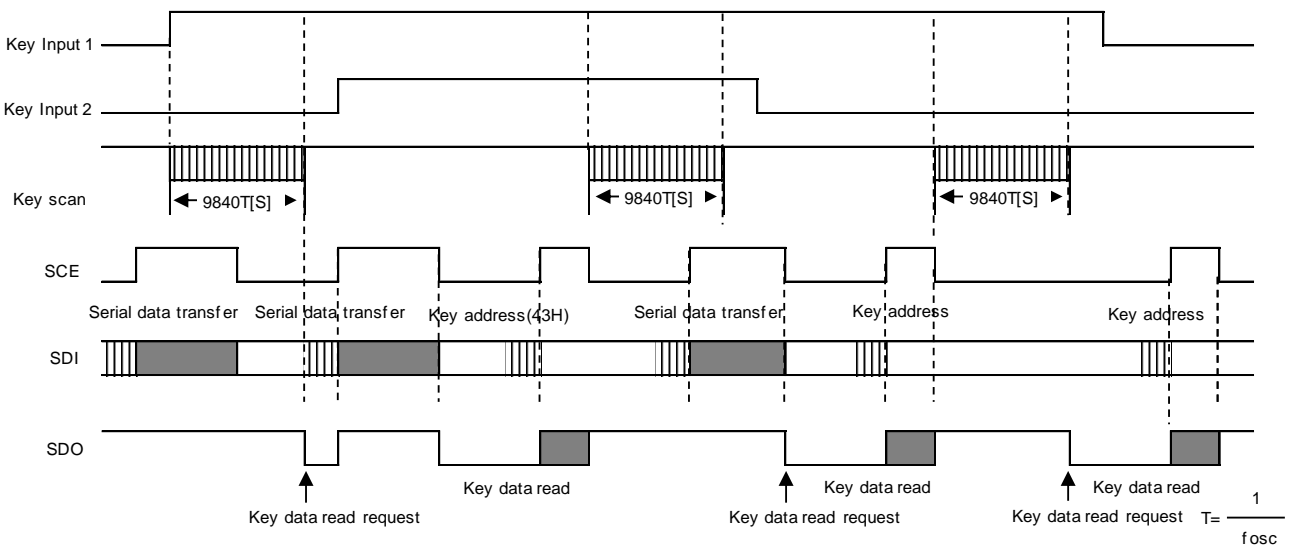 Key Input 1
Key Input 2
Key scan
9840T[S] 9840T[S] 9840T[S]
SCE
Serial data transfer Serial data transfer Key address(43H) Serial data transfer Key address Key address
SDI
SDO
Key data read Key data read Key data read
Key data read request Key data read request Key data read request T= 1
fosc